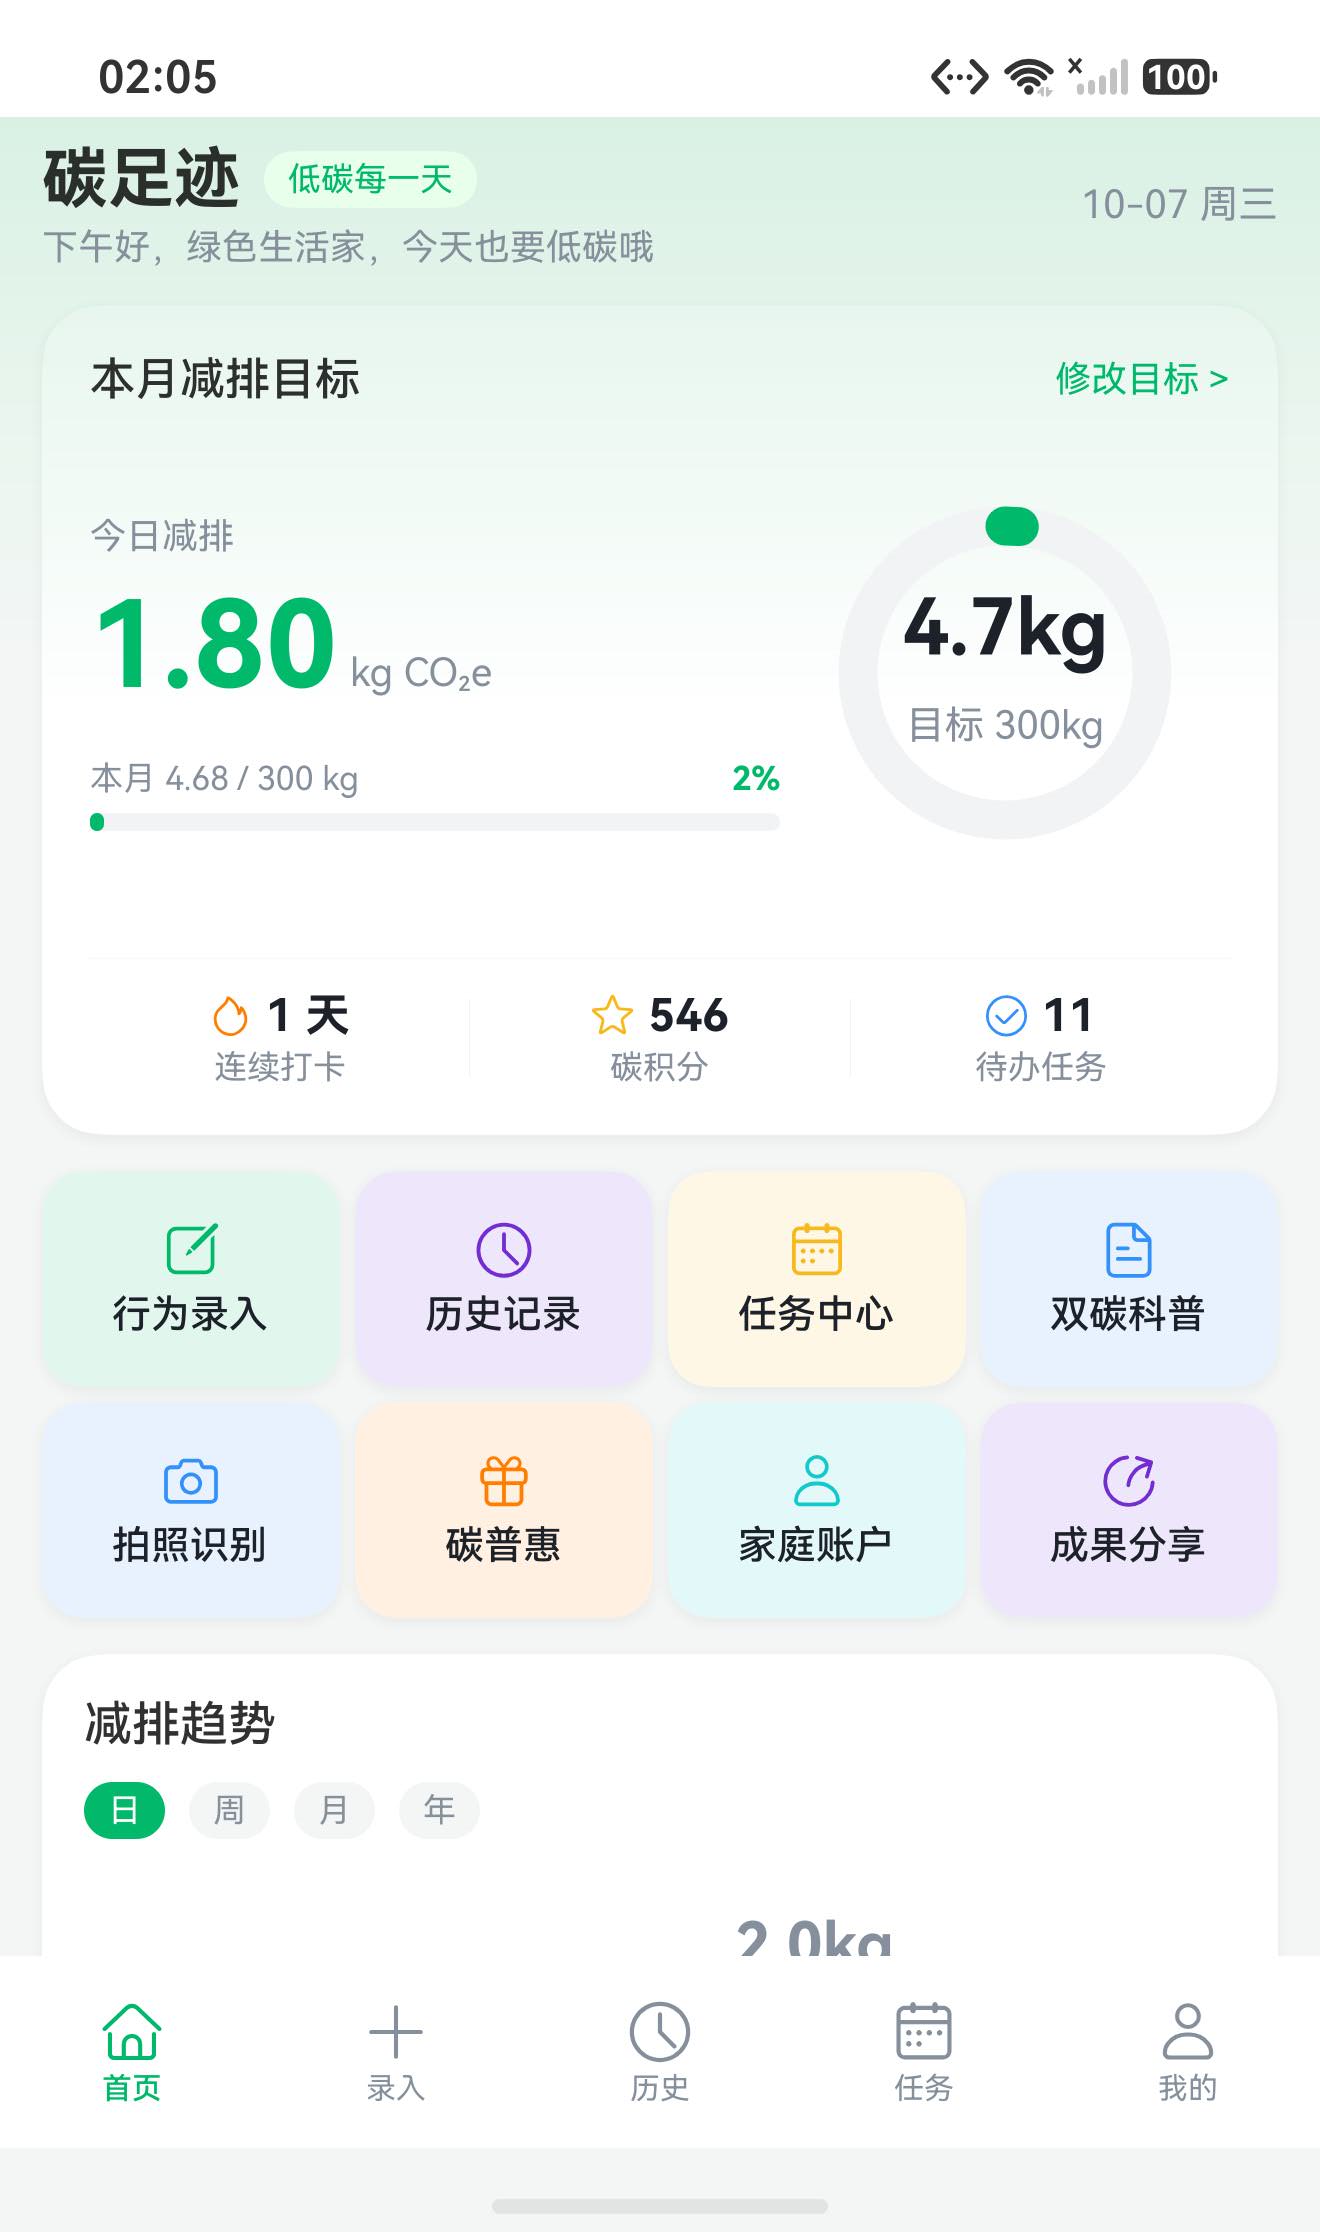 02:05
100
碳足迹 低碳每一天
10-07 周三
下午好，绿色生活家，今天也要低碳哦
本月减排目标 修改目标 >
今日减排
1.80 kg CO₂e
4.7kg
目标 300kg
本月 4.68 / 300 kg 2%
1 天 546 11
连续打卡 碳积分 待办任务
行为录入 历史记录 任务中心 双碳科普
拍照识别 碳普惠 家庭账户 成果分享
减排趋势
日 周 月 年
2.0kg
首页 录入 历史 任务 我的